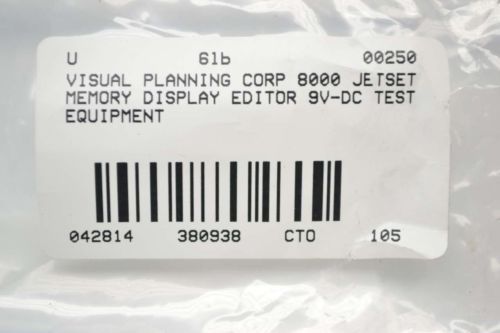 U 61b 00250
VISUAL PLANNING CORP 8000 JETSET
MEMORY DISPLAY EDITOR 9V-DC TEST
EQUIPMENT
042814 380938 CTO 105